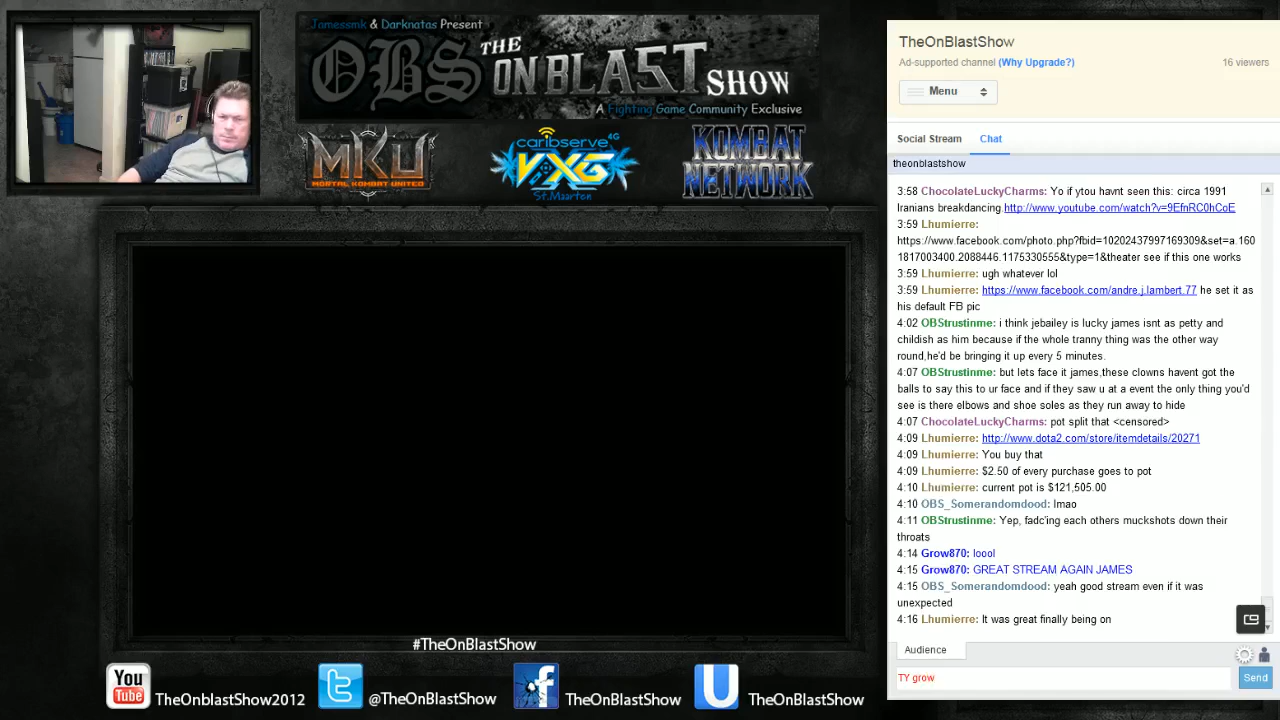 Jamessmk & Darknatas Present
OBS THE ON BLAST SHOW
A Fighting Game Community Exclusive
MKU
MORTAL KOMBAT UNITED
caribserve 4G
VXG
St.Maarten
KOMBAT
NETWORK
#TheOnBlastShow
You
Tube
TheOnblastShow2012
@TheOnBlastShow
TheOnBlastShow
TheOnBlastShow
TheOnBlastShow
Ad-supported channel (Why Upgrade?)
16 viewers
Menu
Social Stream
Chat
theonblastshow
3:58 ChocolateLuckyCharms: Yo if ytou havnt seen this: circa 1991
Iranians breakdancing.http://www.youtube.com/watch?v=9EfnRC0hCoE
3:59 Lhumierre:
https://www.facebook.com/photo.php?fbid=10202437997169309&set=a.160
1817003400.2088446.1175330555&type=1&theater see if this one works
3:59 Lhumierre: ugh whatever lol
3:59 Lhumierre: https://www.facebook.com/andre.j.lambert.77 he set it as
his default FB pic
4:02 OBStrustinme: i think jebailey is lucky james isnt as petty and
childish as him because if the whole tranny thing was the other way
round,he'd be bringing it up every 5 minutes.
4:07 OBStrustinme: but lets face it james,these clowns havent got the
balls to say this to ur face and if they saw u at a event the only thing you'd
see is there elbows and shoe soles as they run away to hide
4:07 ChocolateLuckyCharms: pot split that <censored>
4:09 Lhumierre: http://www.dota2.com/store/itemdetails/20271
4:09 Lhumierre: You buy that
4:09 Lhumierre: $2.50 of every purchase goes to pot
4:10 Lhumierre: current pot is $121,505.00
4:10 OBS_Somerandomdood: lmao
4:11 OBStrustinme: Yep, fadc'ing each others muckshots down their
throats
4:14 Grow870: loool
4:15 Grow870: GREAT STREAM AGAIN JAMES
4:15 OBS_Somerandomdood: yeah good stream even if it was
unexpected
4:16 Lhumierre: It was great finally being on
Audience
TY grow
Send